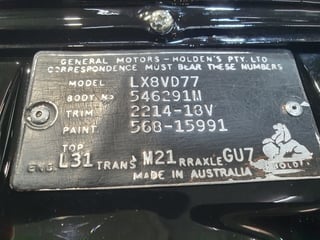 GENERAL MOTORS - HOLDEN'S PTY. LTD
CORRESPONDENCE MUST BEAR THESE NUMBERS
MODEL LX8VD77
BODY NO 546291M
TRIM 2214-18V
PAINT 568-15991
TOP
ENG. L31 TRANS M21 RRAXLE GU7
MADE IN AUSTRALIA